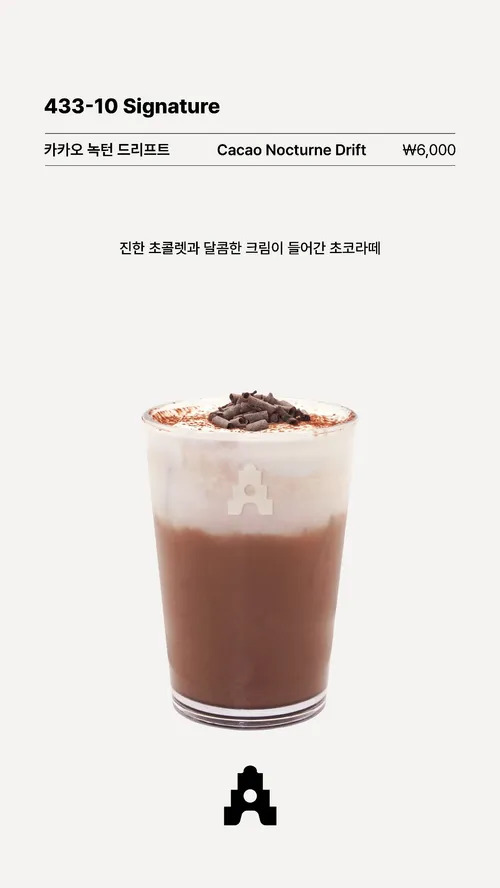 433-10 Signature
카카오 녹턴 드리프트 Cacao Nocturne Drift ₩6,000
진한 초콜렛과 달콤한 크림이 들어간 초코라떼